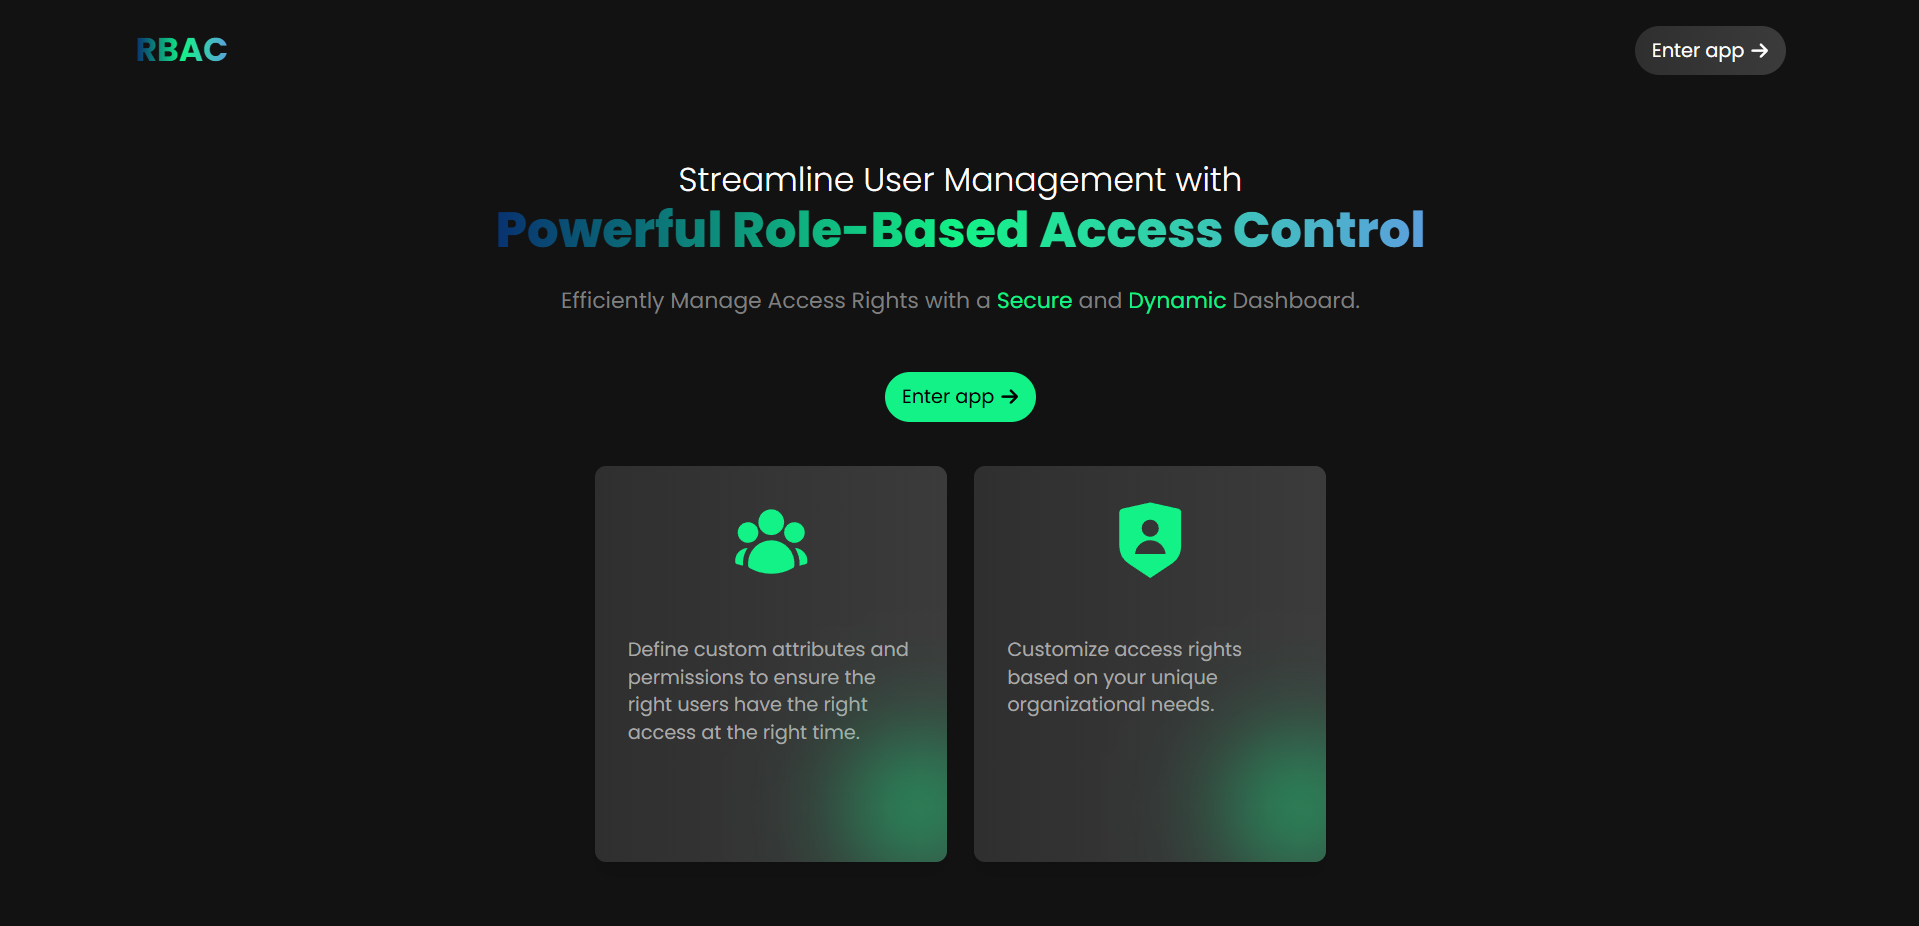 RBAC
Enter app
Streamline User Management with
Powerful Role-Based Access Control
Efficiently Manage Access Rights with a Secure and Dynamic Dashboard.
Enter app
Define custom attributes and
permissions to ensure the
right users have the right
access at the right time.
Customize access rights
based on your unique
organizational needs.